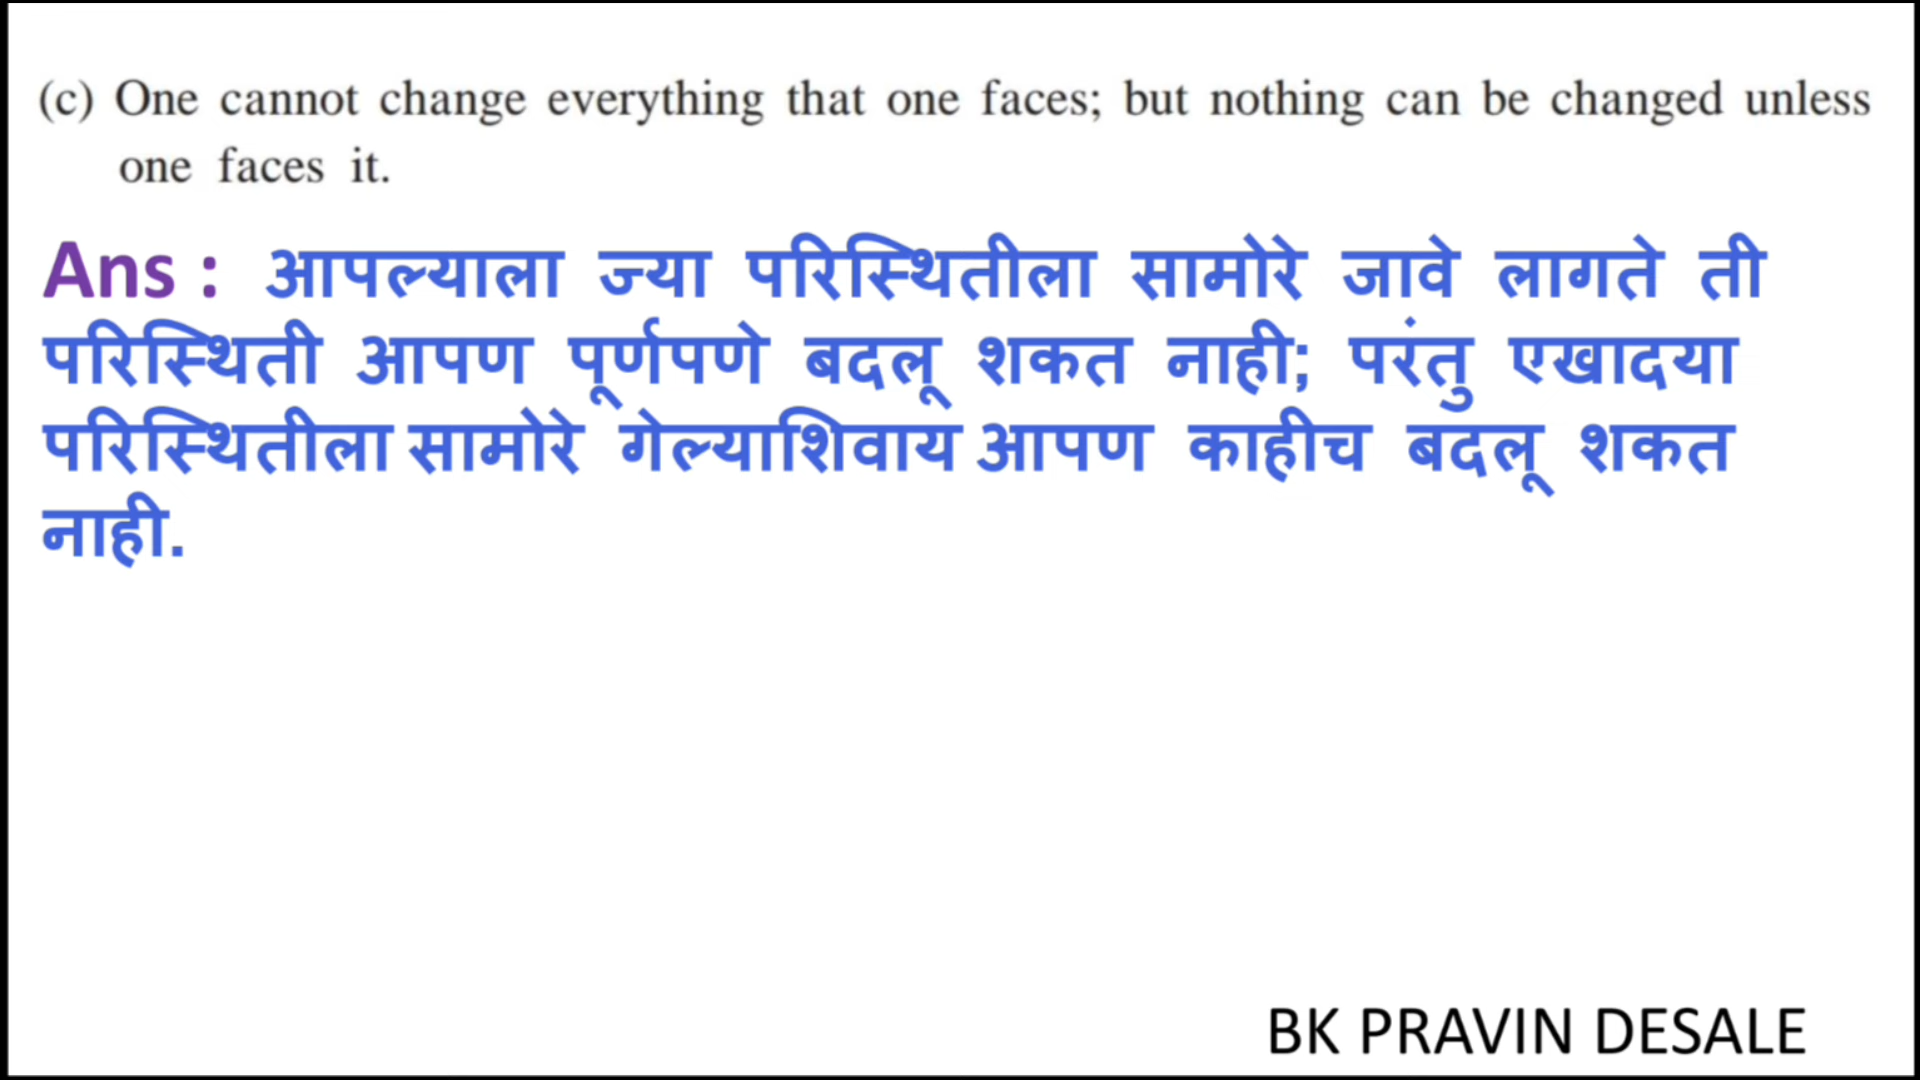 (c) One cannot change everything that one faces; but nothing can be changed unless
one faces it.
Ans : आपल्याला ज्या परिस्थितीला सामोरे जावे लागते ती
परिस्थिती आपण पूर्णपणे बदलू शकत नाही; परंतु एखादया
परिस्थितीला सामोरे गेल्याशिवाय आपण काहीच बदलू शकत
नाही.
BK PRAVIN DESALE